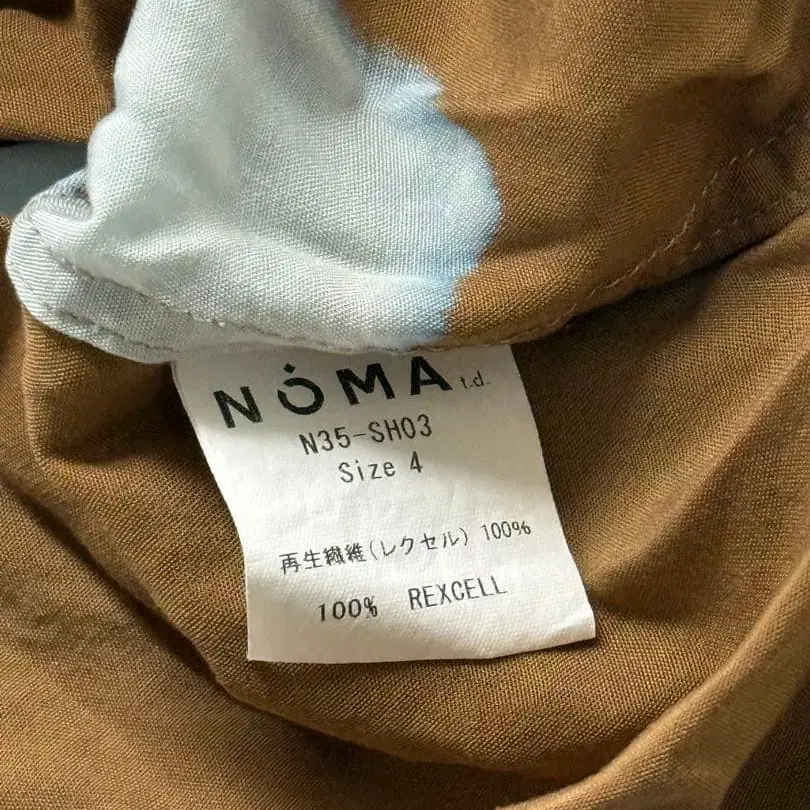 NOMA t.d.
N35-SH03
Size 4
再生繊維(レクセル) 100%
100% REXCELL